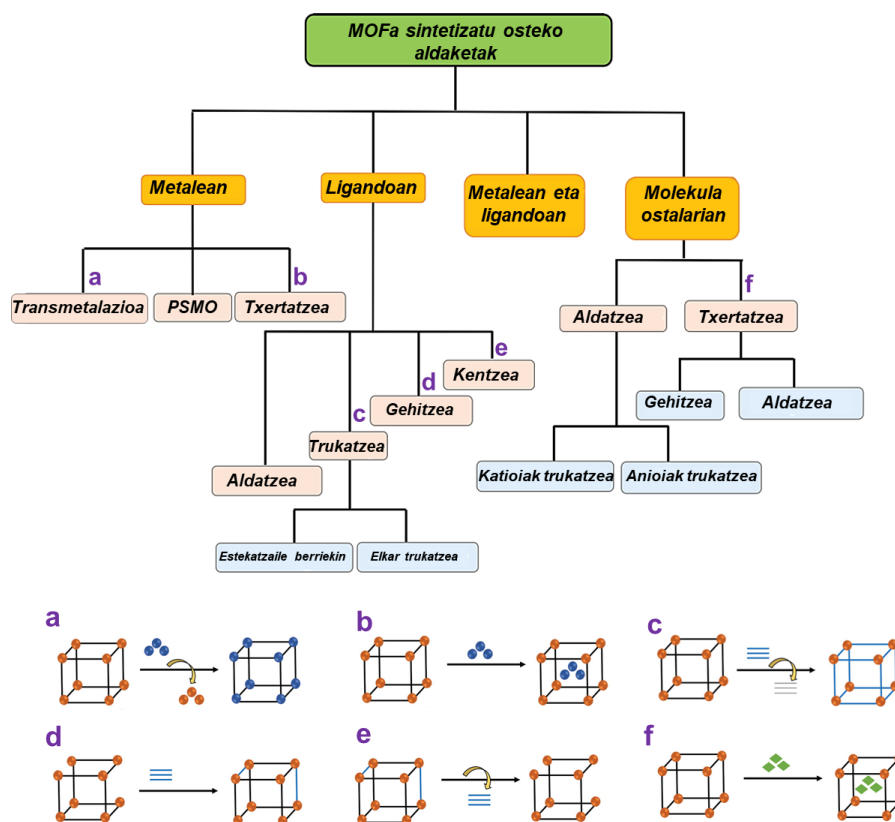 MOFa sintetizatu osteko
aldaketak
Metalean
Ligandoan
Metalean eta
ligandoan
Molekula
ostalarian
a
b
f
Transmetalazioa
PSMO
Txertatzea
Aldatzea
Txertatzea
e
Kentzea
d
Gehitzea
c
Trukatzea
Aldatzea
Gehitzea
Aldatzea
Katioiak trukatzea
Anioiak trukatzea
Estekatzaile berriekin
Elkar trukatzea
a
b
c
d
e
f